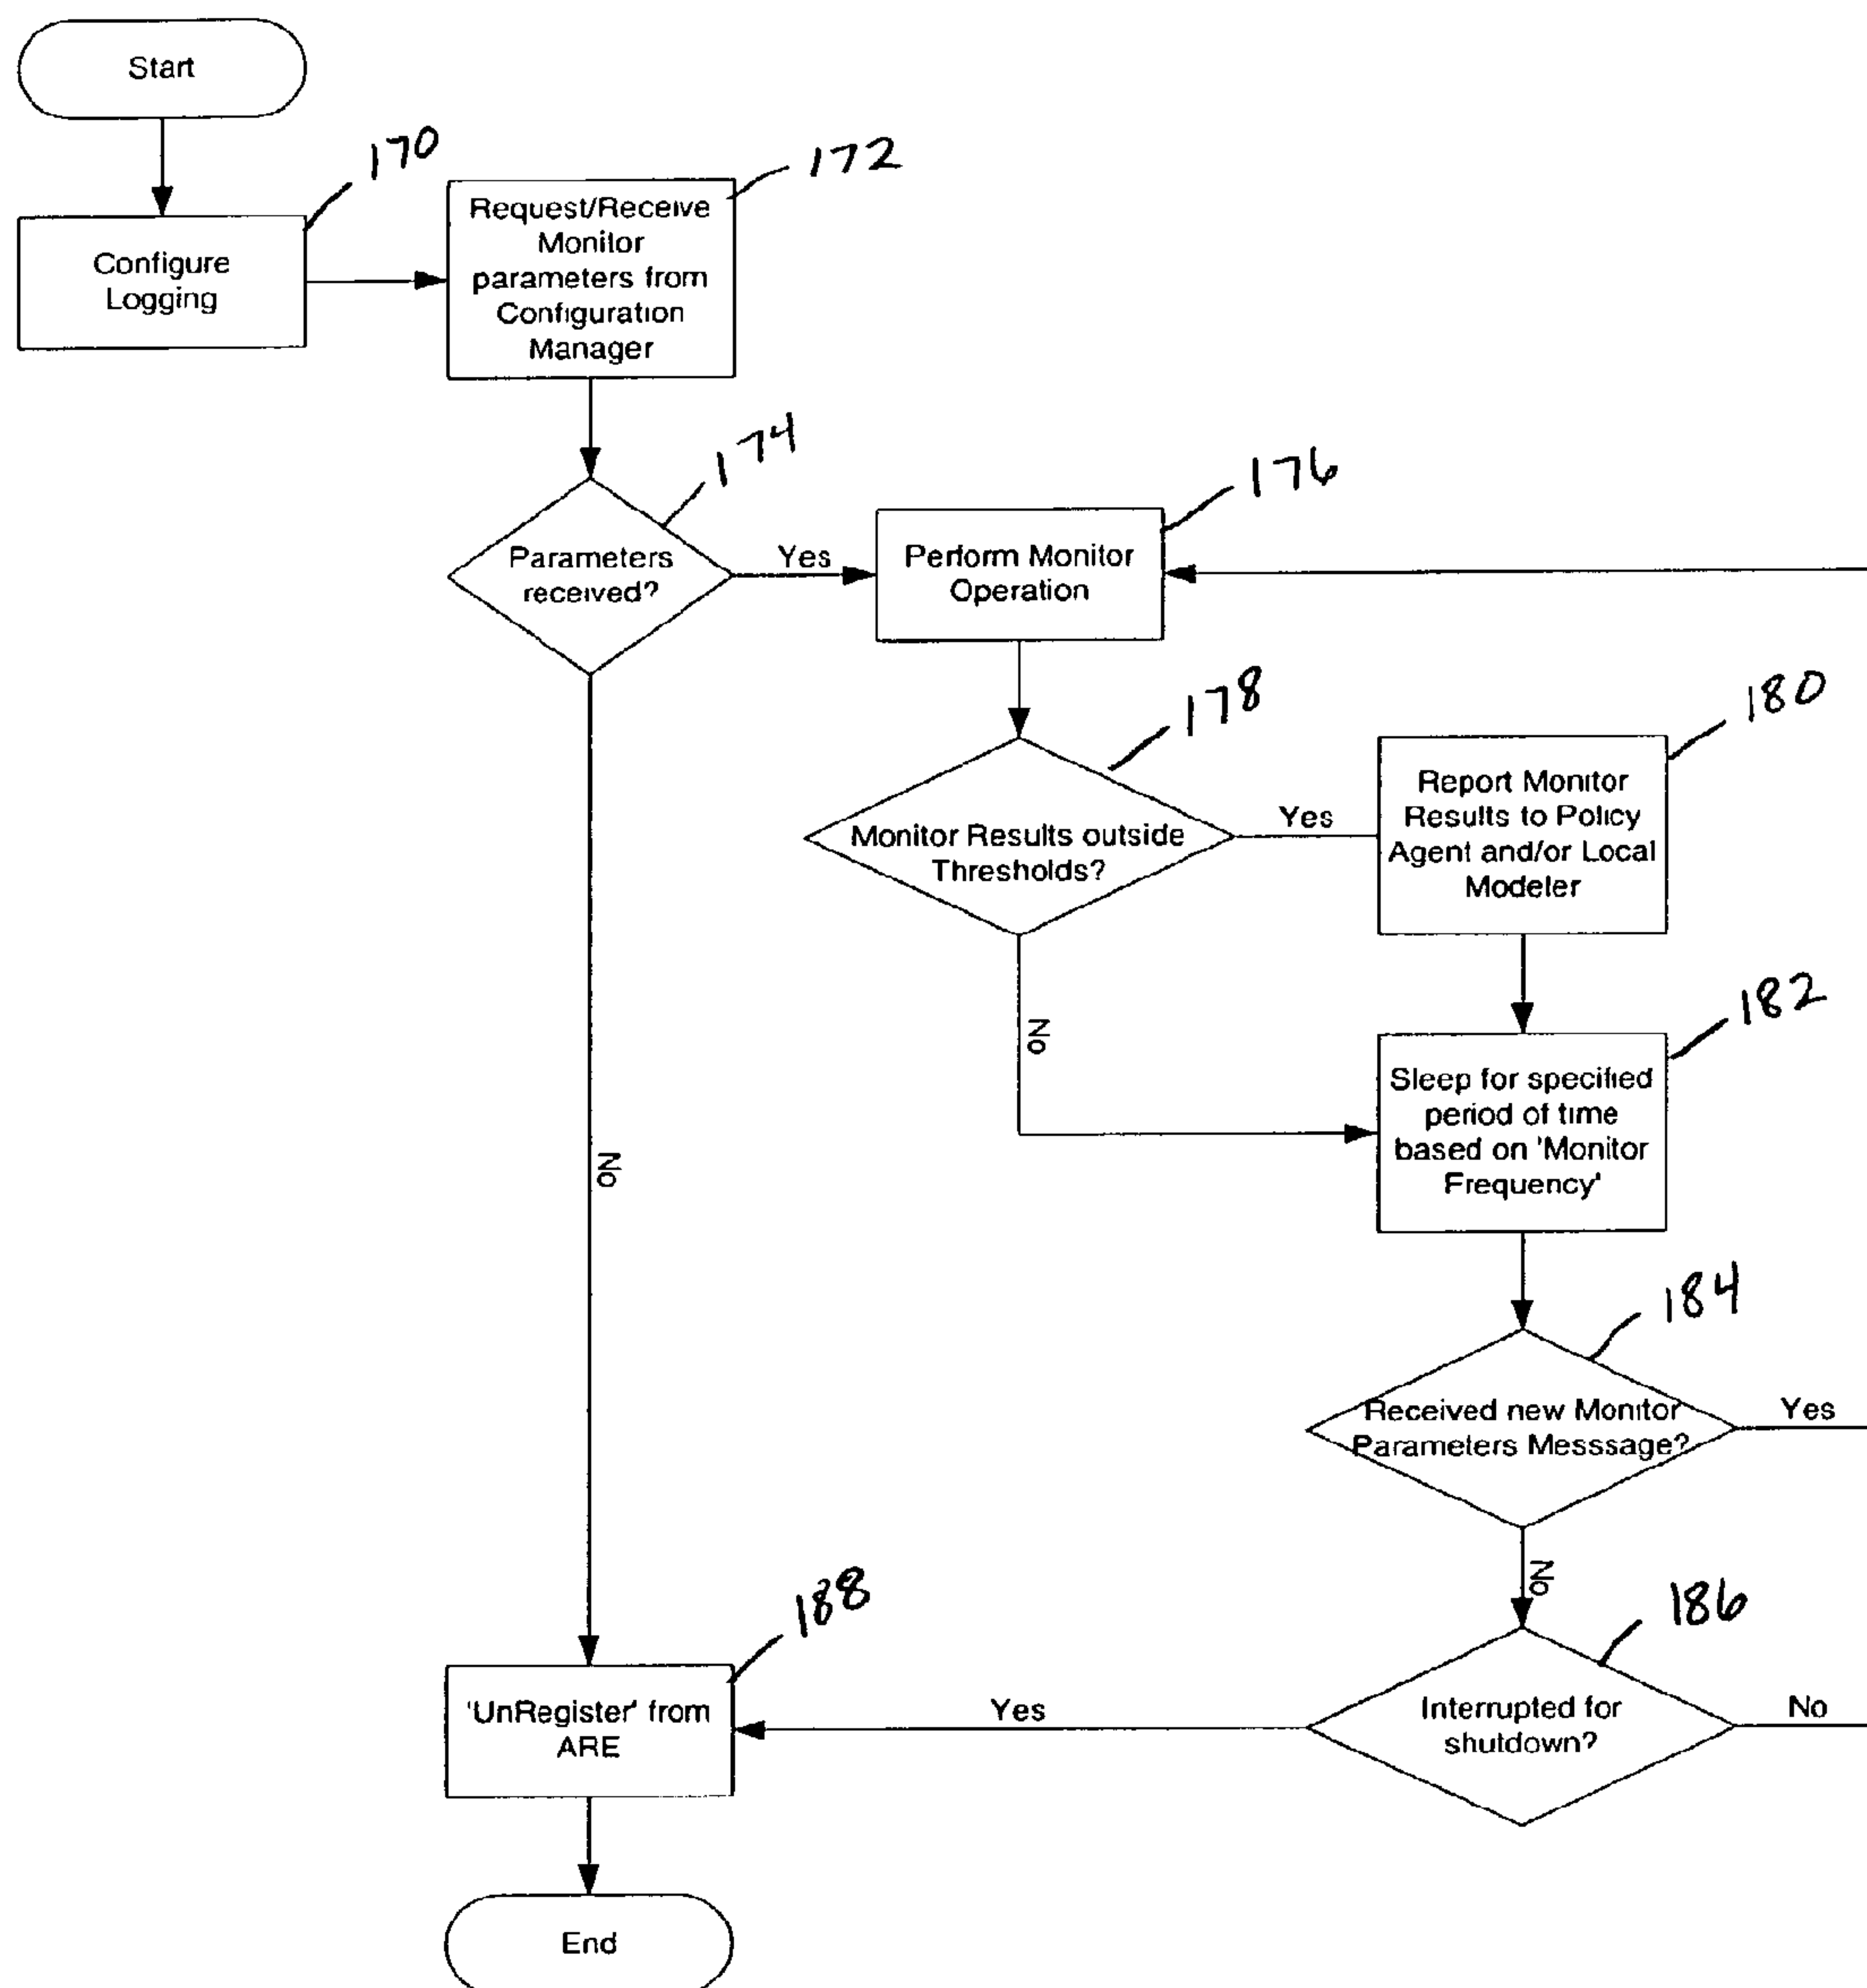 Start
170
Configure
Logging
172
Request/Receive
Monitor
parameters from
Configuration
Manager
174
Parameters
received?
Yes
No
176
Perform Monitor
Operation
178
Monitor Results outside
Thresholds?
Yes
No
180
Report Monitor
Results to Policy
Agent and/or Local
Modeler
182
Sleep for specified
period of time
based on 'Monitor
Frequency'
184
Received new Monitor
Parameters Messsage?
Yes
No
186
Interrupted for
shutdown?
No
Yes
188
'UnRegister' from
ARE
End